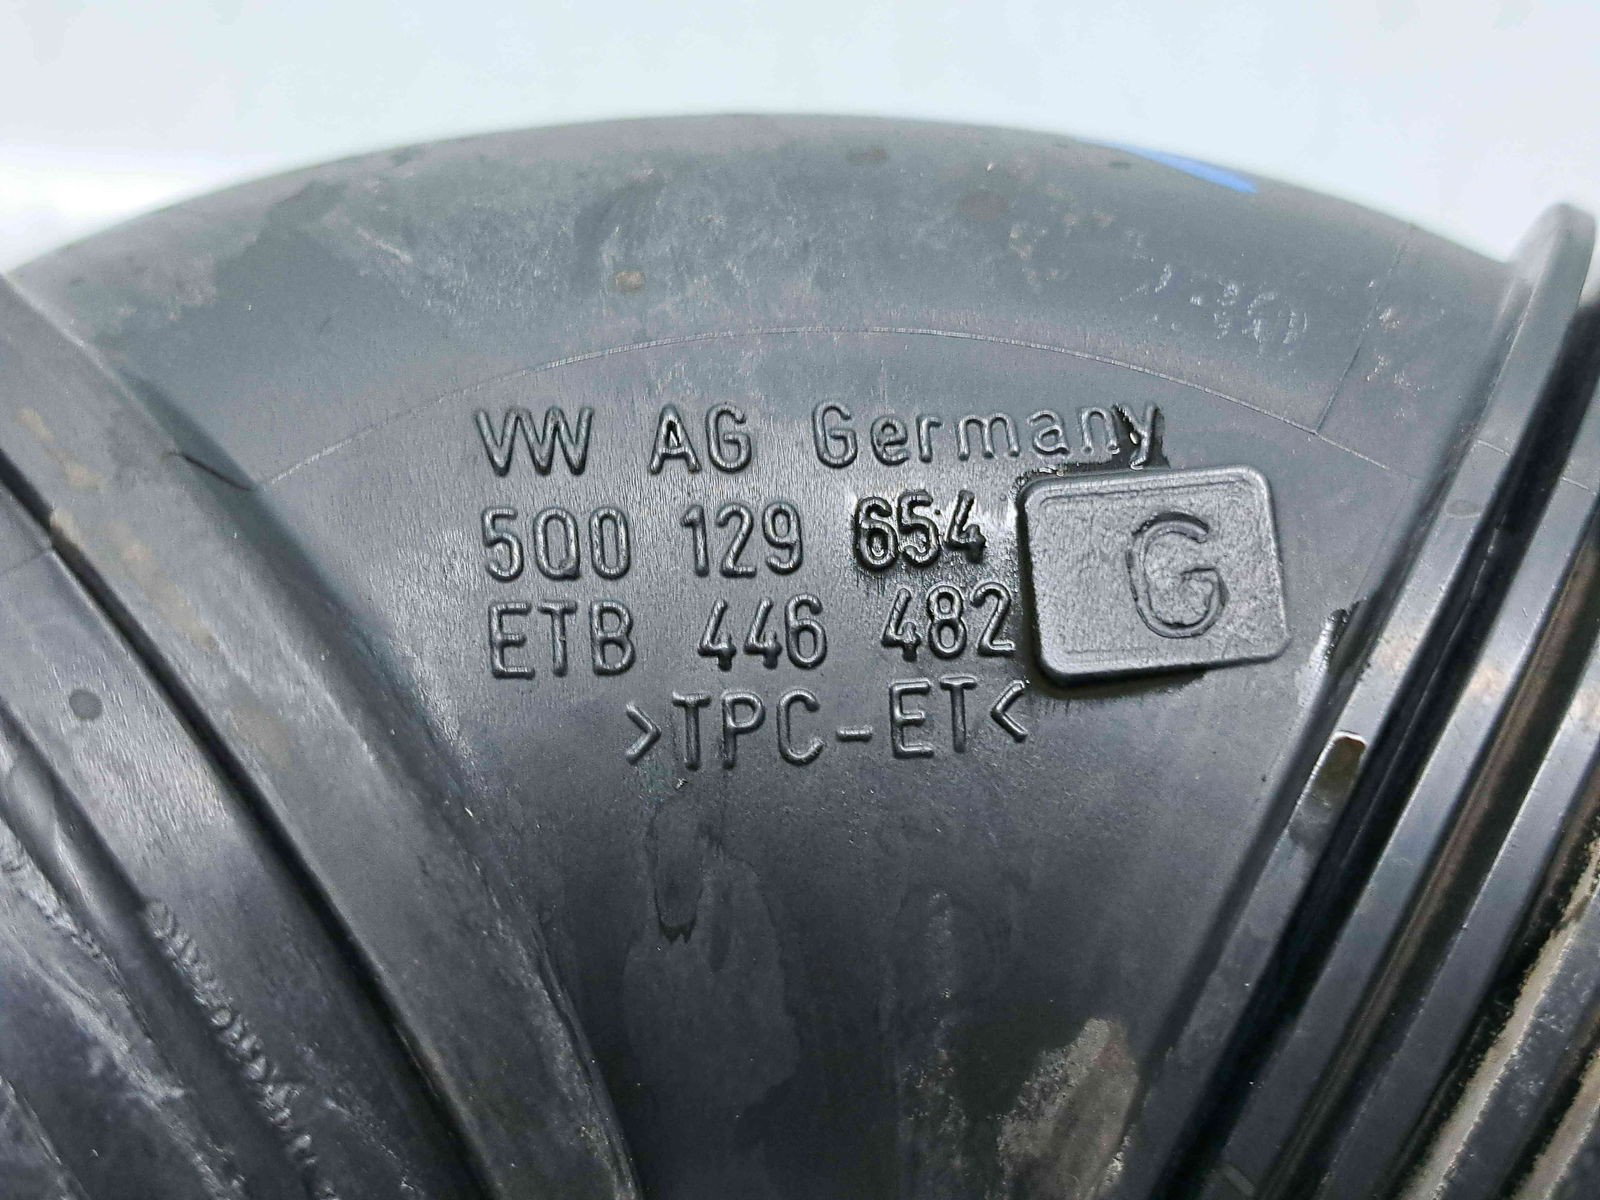 VW AG Germany
5Q0 129 654 G
ETB 446 482
>TPC-ET<